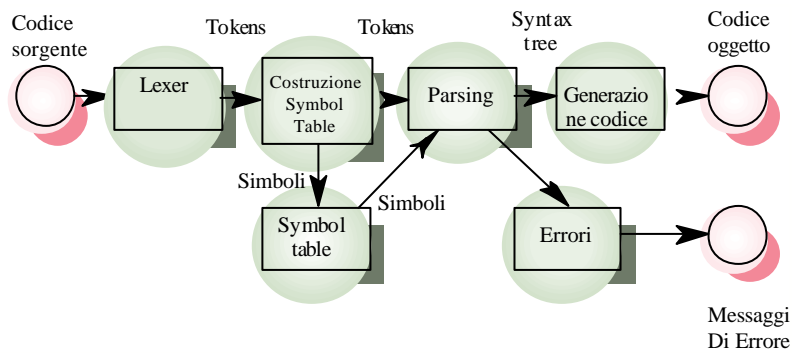 Codice
sorgente
Tokens
Tokens
Syntax
tree
Codice
oggetto
Lexer
Costruzione
Symbol
Table
Parsing
Generazio
ne codice
Simboli
Simboli
Symbol
table
Errori
Messaggi
Di Errore